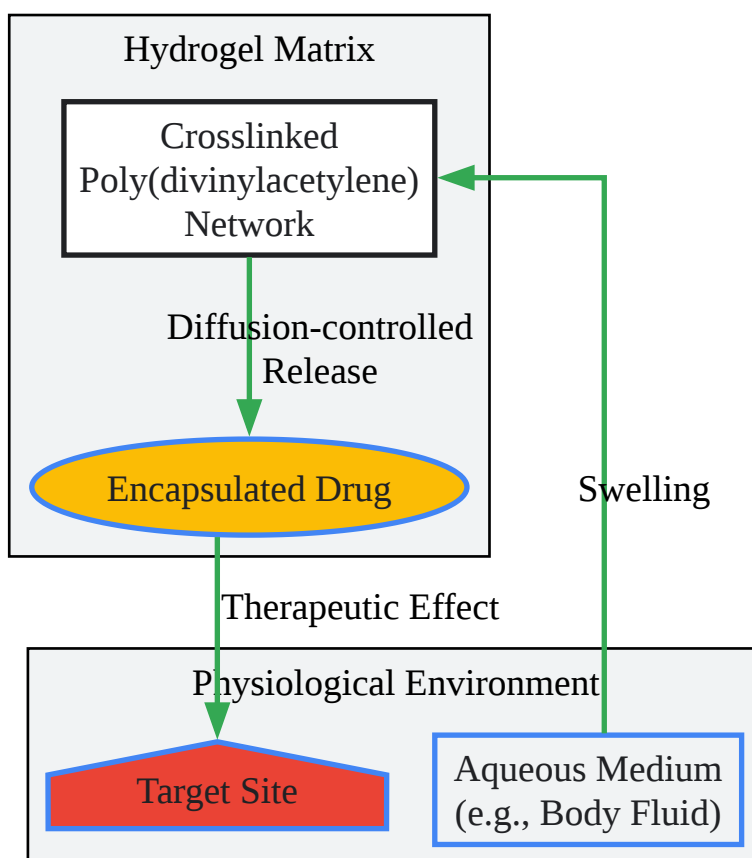 Hydrogel Matrix
Crosslinked
Poly(divinylacetylene)
Network
Diffusion-controlled
Release
Encapsulated Drug
Swelling
Therapeutic Effect
Physiological Environment
Target Site
Aqueous Medium
(e.g., Body Fluid)